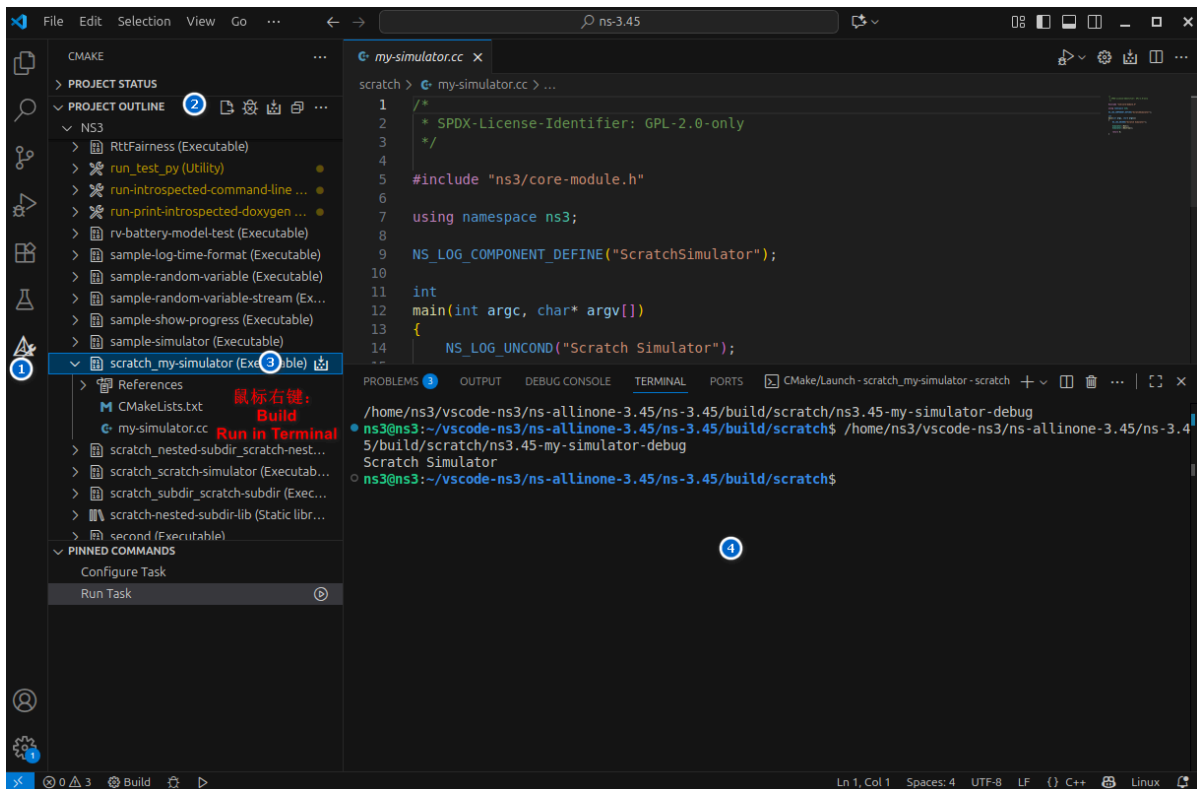 File Edit Selection View Go ··· ns-3.45
CMAKE ···
PROJECT STATUS
PROJECT OUTLINE 2 ···
NS3
RttFairness (Executable)
run_test_py (Utility)
run-introspected-command-line ...
run-print-introspected-doxygen ...
rv-battery-model-test (Executable)
sample-log-time-format (Executable)
sample-random-variable (Executable)
sample-random-variable-stream (Ex...
sample-show-progress (Executable)
sample-simulator (Executable)
1
scratch_my-simulator (Exe 3 able)
References
CMakeLists.txt
my-simulator.cc
鼠标右键：
Build
Run in Terminal
scratch_nested-subdir_scratch-nest...
scratch_scratch-simulator (Executab...
scratch_subdir_scratch-subdir (Exec...
scratch-nested-subdir-lib (Static libr...
second (Executable)
PINNED COMMANDS
Configure Task
Run Task
1
my-simulator.cc
scratch > my-simulator.cc > ...
1 /*
2 * SPDX-License-Identifier: GPL-2.0-only
3 */
4
5 #include "ns3/core-module.h"
6
7 using namespace ns3;
8
9 NS_LOG_COMPONENT_DEFINE("ScratchSimulator");
10
11 int
12 main(int argc, char* argv[])
13 {
14 NS_LOG_UNCOND("Scratch Simulator");
PROBLEMS 3 OUTPUT DEBUG CONSOLE TERMINAL PORTS CMake/Launch - scratch_my-simulator - scratch
/home/ns3/vscode-ns3/ns-allinone-3.45/ns-3.45/build/scratch/ns3.45-my-simulator-debug
ns3@ns3:~/vscode-ns3/ns-allinone-3.45/ns-3.45/build/scratch$ /home/ns3/vscode-ns3/ns-allinone-3.45/ns-3.4
5/build/scratch/ns3.45-my-simulator-debug
Scratch Simulator
ns3@ns3:~/vscode-ns3/ns-allinone-3.45/ns-3.45/build/scratch$
4
0 3 Build Ln 1, Col 1 Spaces: 4 UTF-8 LF {} C++ Linux